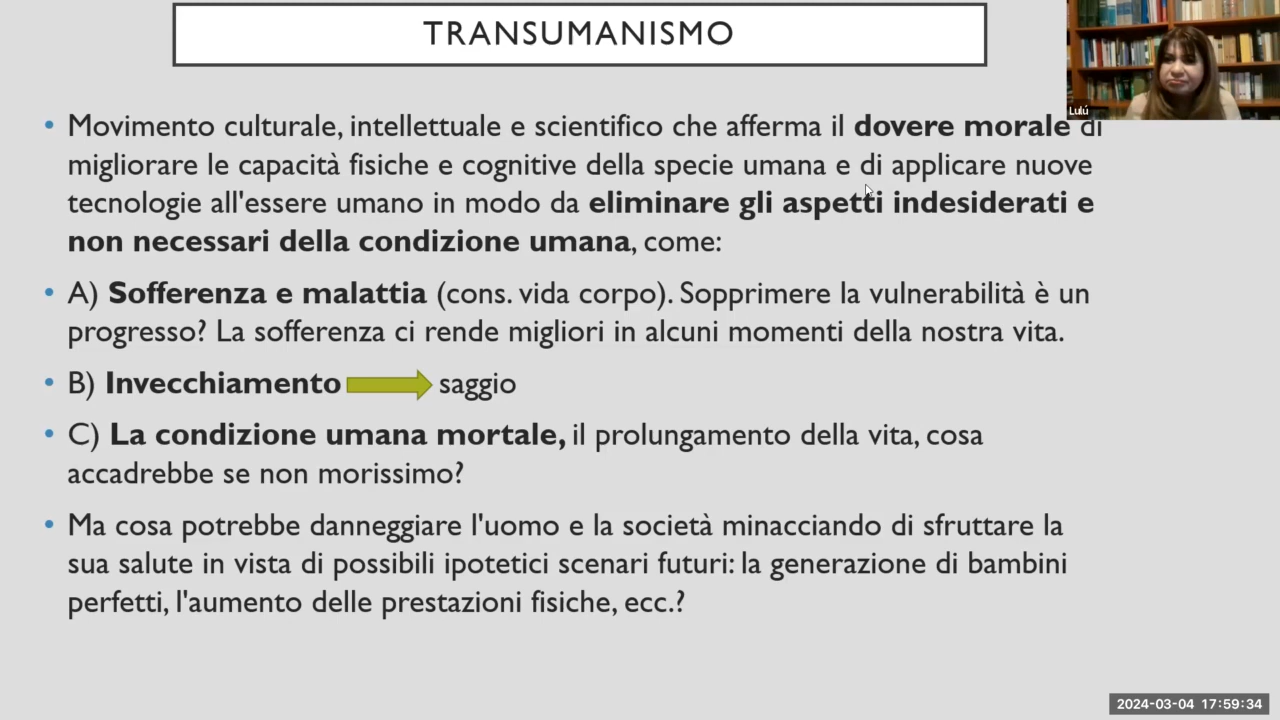 TRANSUMANISMO
Lulú
• Movimento culturale, intellettuale e scientifico che afferma il dovere morale di
migliorare le capacità fisiche e cognitive della specie umana e di applicare nuove
tecnologie all'essere umano in modo da eliminare gli aspetti indesiderati e
non necessari della condizione umana, come:
• A) Sofferenza e malattia (cons. vida corpo). Sopprimere la vulnerabilità è un
progresso? La sofferenza ci rende migliori in alcuni momenti della nostra vita.
• B) Invecchiamento saggio
• C) La condizione umana mortale, il prolungamento della vita, cosa
accadrebbe se non morissimo?
• Ma cosa potrebbe danneggiare l'uomo e la società minacciando di sfruttare la
sua salute in vista di possibili ipotetici scenari futuri: la generazione di bambini
perfetti, l'aumento delle prestazioni fisiche, ecc.?
2024-03-04 17:59:34